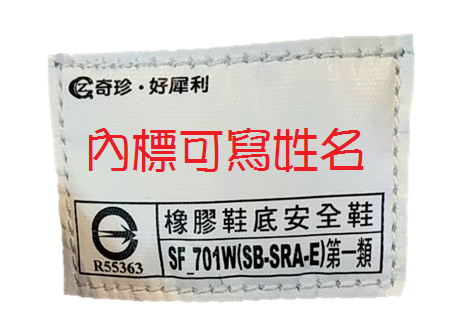 奇珍·好犀利
內標可寫姓名
橡膠鞋底安全鞋
R55363
SF_701W(SB-SRA-E)第一類